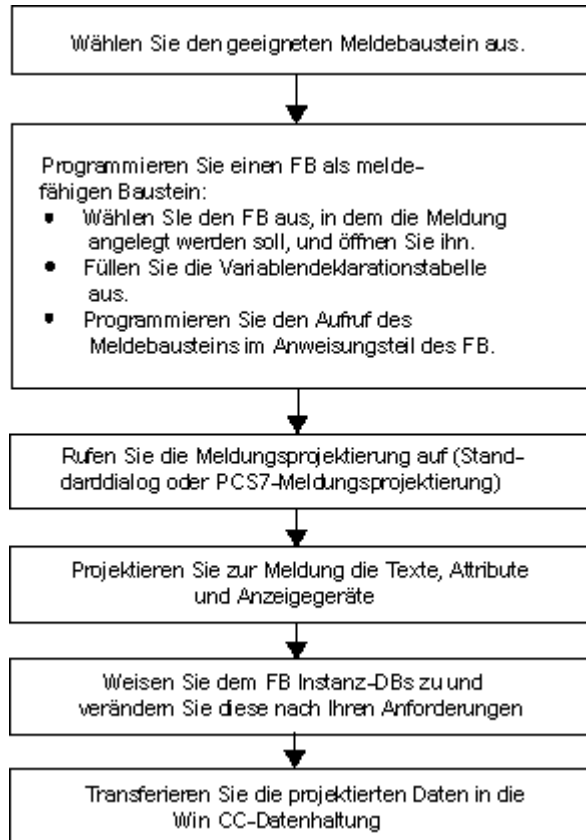 Wählen Sie den geeigneten Meldebaustein aus.
Programmieren Sie einen FB als melde-
fähigen Baustein:
• Wählen SIe den FB aus, in dem die Meldung
angelegt werden soll, und öffnen Sie ihn.
• Füllen Sie die Variablendeklarationstabelle
aus.
• Programmieren Sie den Aufruf des
Meldebausteins im Anweisungsteil des FB.
Rufen Sie die Meldungsprojektierung auf (Stan-
darddialog oder PCS7-Meldungsprojektierung)
Projektieren Sie zur Meldung die Texte, Attribute
und Anzeigegeräte
Weisen Sie dem FB Instanz-DBs zu und
verändern Sie diese nach Ihren Anforderungen
Transferieren Sie die projektierten Daten in die
Win CC-Datenhaltung